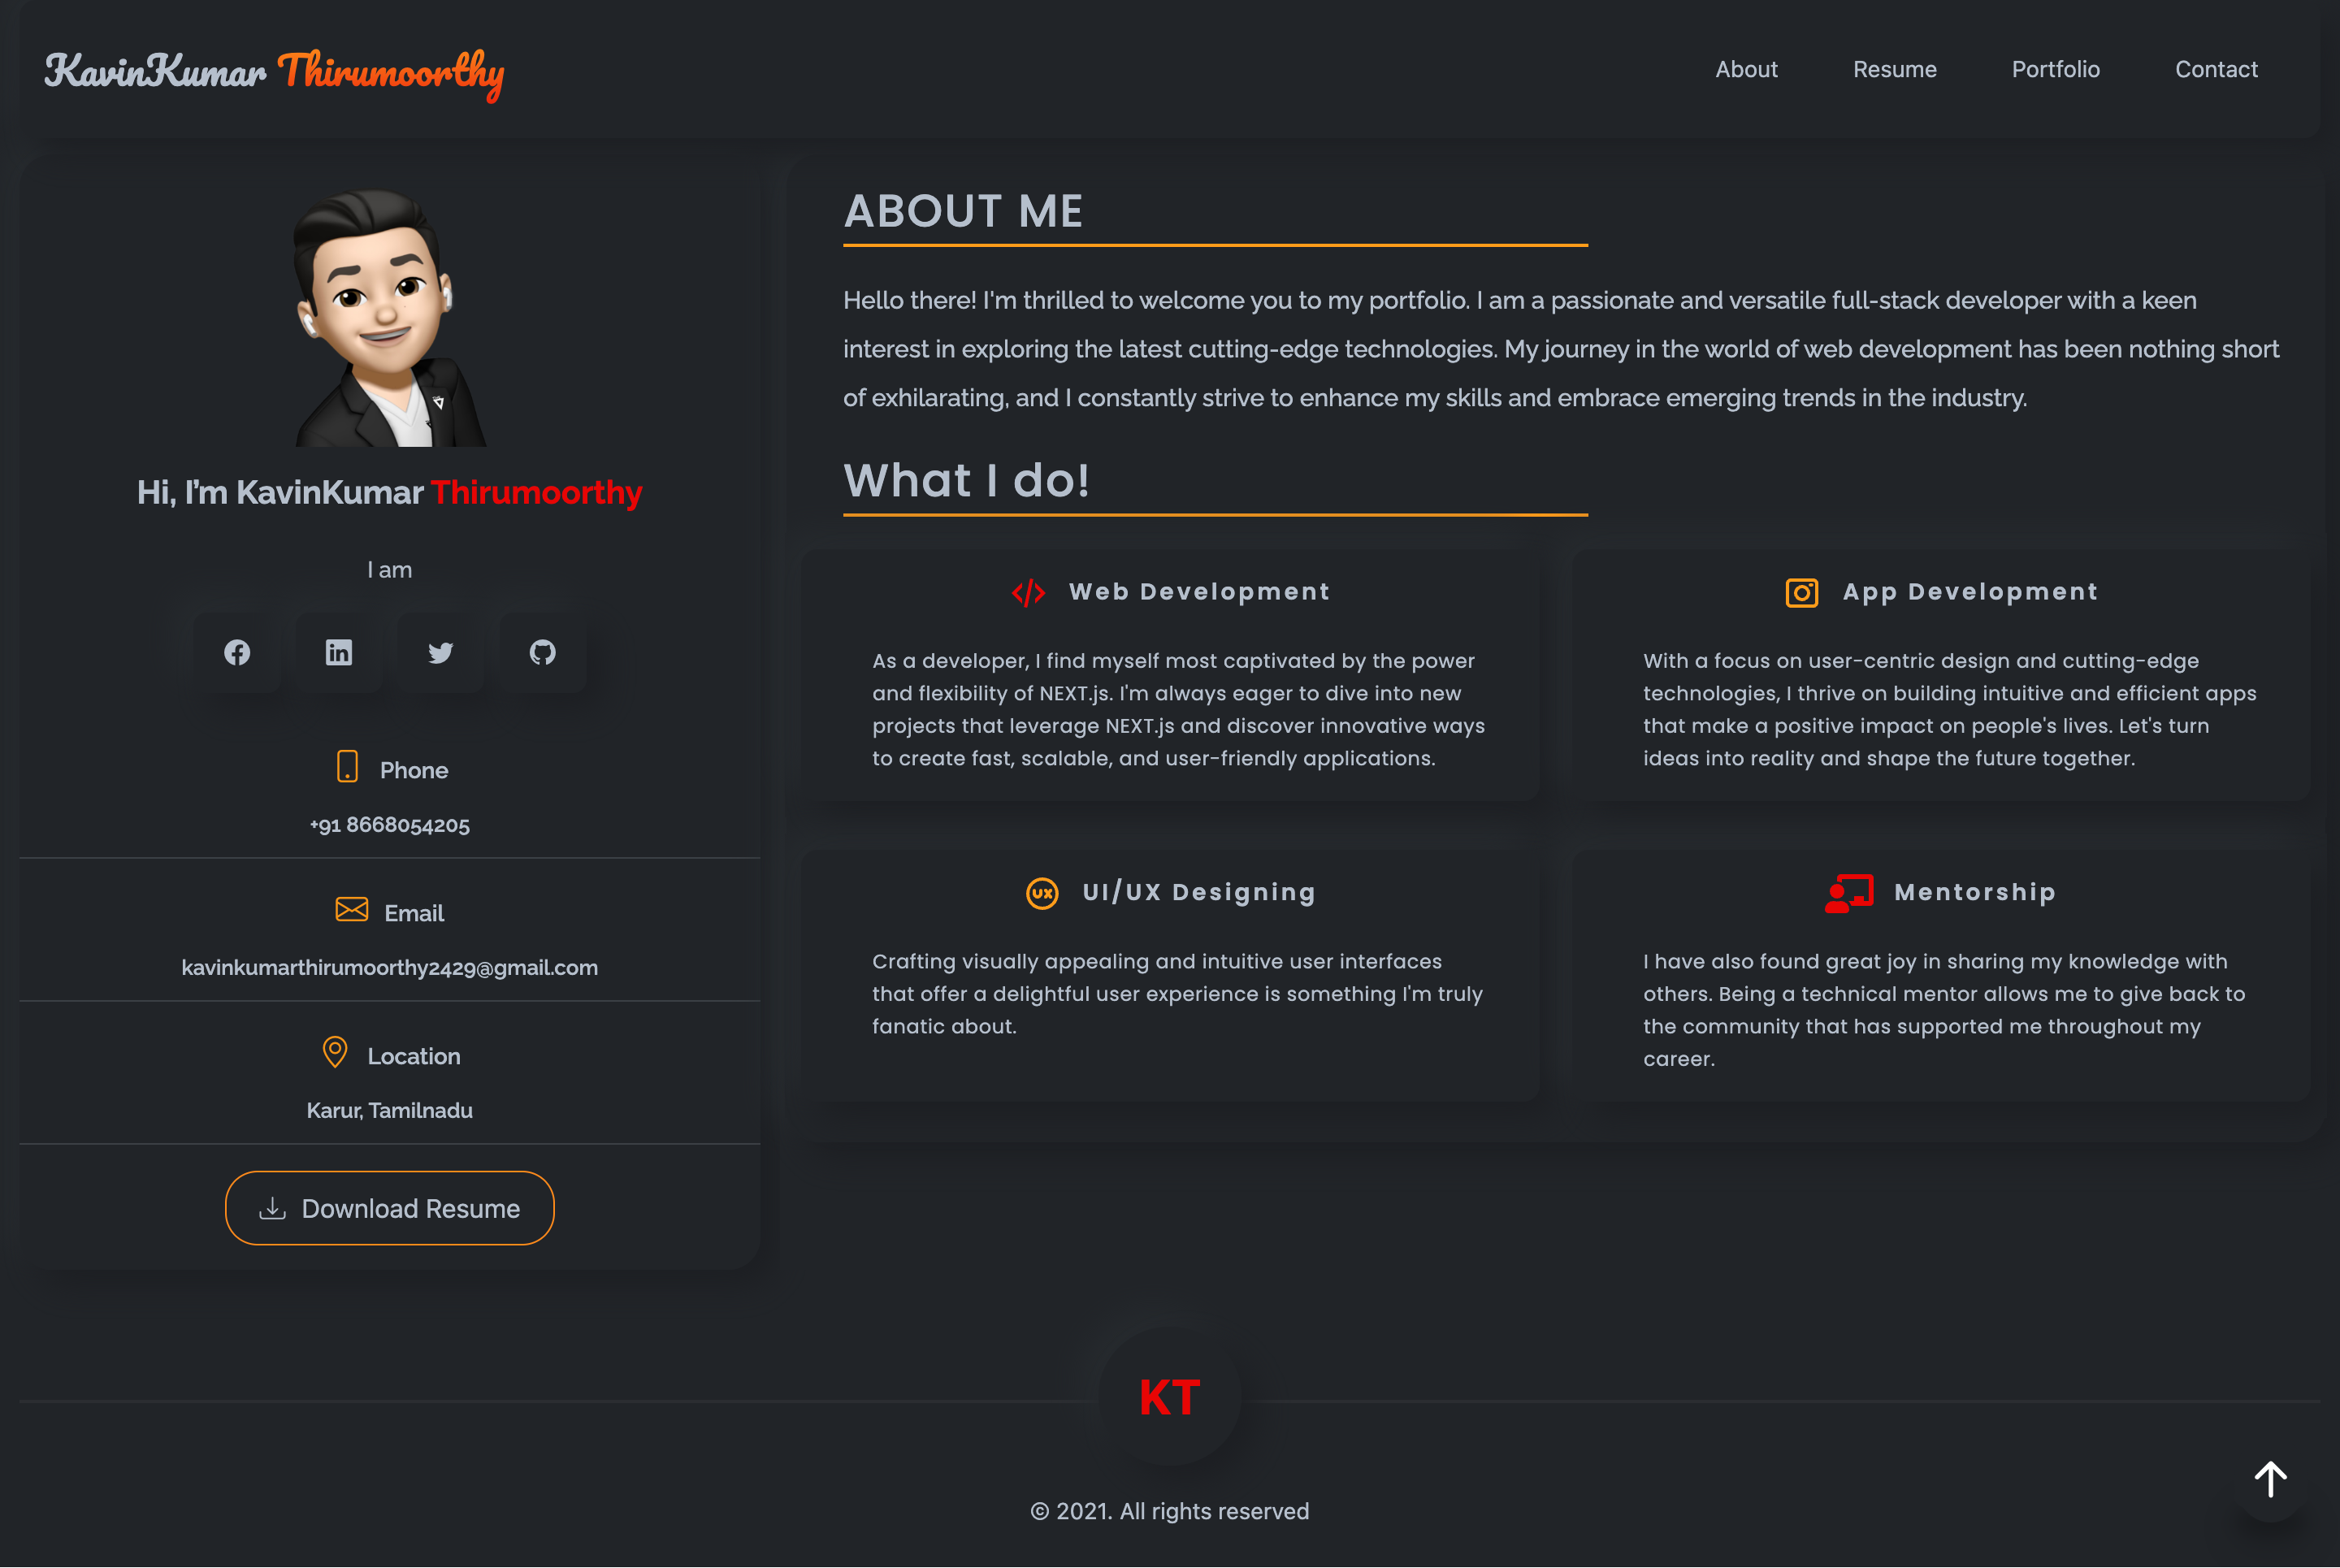 KavinKumar Thirumoorthy
About Resume Portfolio Contact
Hi, I'm KavinKumar Thirumoorthy
I am
Phone
+91 8668054205
Email
kavinkumarthirumoorthy2429@gmail.com
Location
Karur, Tamilnadu
Download Resume
ABOUT ME
Hello there! I'm thrilled to welcome you to my portfolio. I am a passionate and versatile full-stack developer with a keen
interest in exploring the latest cutting-edge technologies. My journey in the world of web development has been nothing short
of exhilarating, and I constantly strive to enhance my skills and embrace emerging trends in the industry.
What I do!
Web Development
As a developer, I find myself most captivated by the power
and flexibility of NEXT.js. I'm always eager to dive into new
projects that leverage NEXT.js and discover innovative ways
to create fast, scalable, and user-friendly applications.
App Development
With a focus on user-centric design and cutting-edge
technologies, I thrive on building intuitive and efficient apps
that make a positive impact on people's lives. Let's turn
ideas into reality and shape the future together.
UX
UI/UX Designing
Crafting visually appealing and intuitive user interfaces
that offer a delightful user experience is something I'm truly
fanatic about.
Mentorship
I have also found great joy in sharing my knowledge with
others. Being a technical mentor allows me to give back to
the community that has supported me throughout my
career.
KT
© 2021. All rights reserved